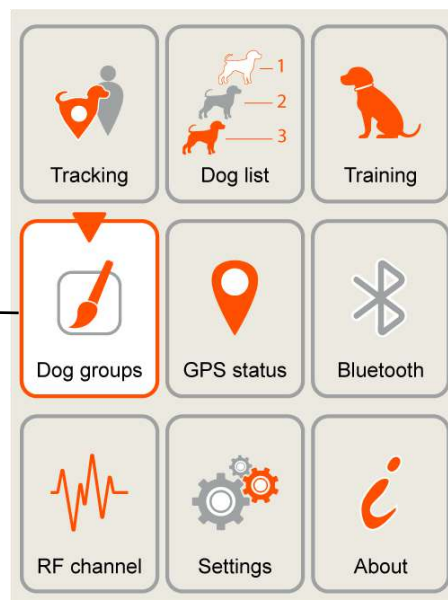 1
2
3
Tracking
Dog list
Training
Dog groups
GPS status
Bluetooth
RF channel
Settings
About